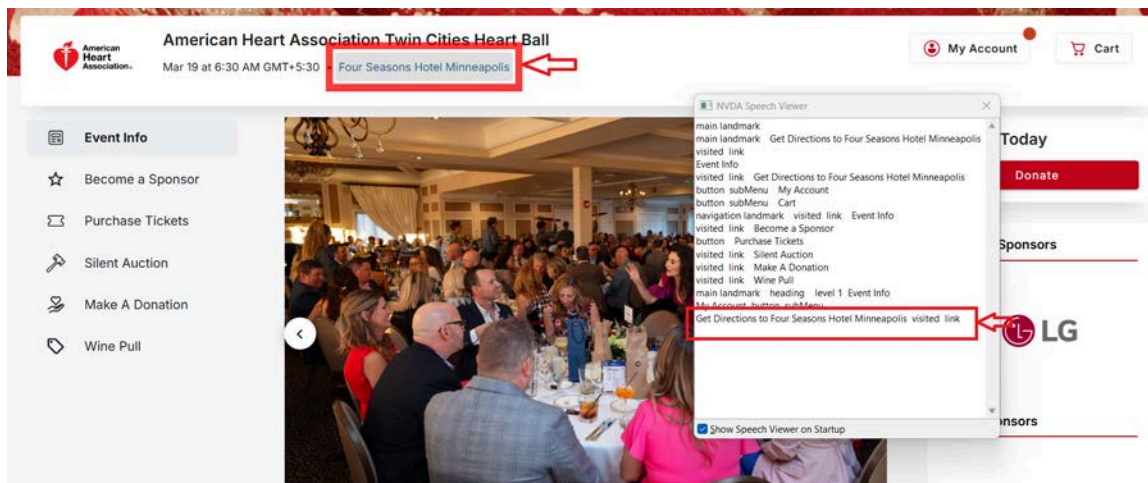 American
Heart
Association.
American Heart Association Twin Cities Heart Ball
Mar 19 at 6:30 AM GMT+5:30 • Four Seasons Hotel Minneapolis
My Account
Cart
Event Info
Become a Sponsor
Purchase Tickets
Silent Auction
Make A Donation
Wine Pull
NVDA Speech Viewer
main landmark
main landmark Get Directions to Four Seasons Hotel Minneapolis
visited link
Event Info
visited link Get Directions to Four Seasons Hotel Minneapolis
button subMenu My Account
button subMenu Cart
navigation landmark visited link Event Info
visited link Become a Sponsor
button Purchase Tickets
visited link Silent Auction
visited link Make A Donation
visited link Wine Pull
main landmark heading level 1 Event Info
My Account button subMenu
Get Directions to Four Seasons Hotel Minneapolis visited link
Show Speech Viewer on Startup
Today
Donate
Sponsors
LG